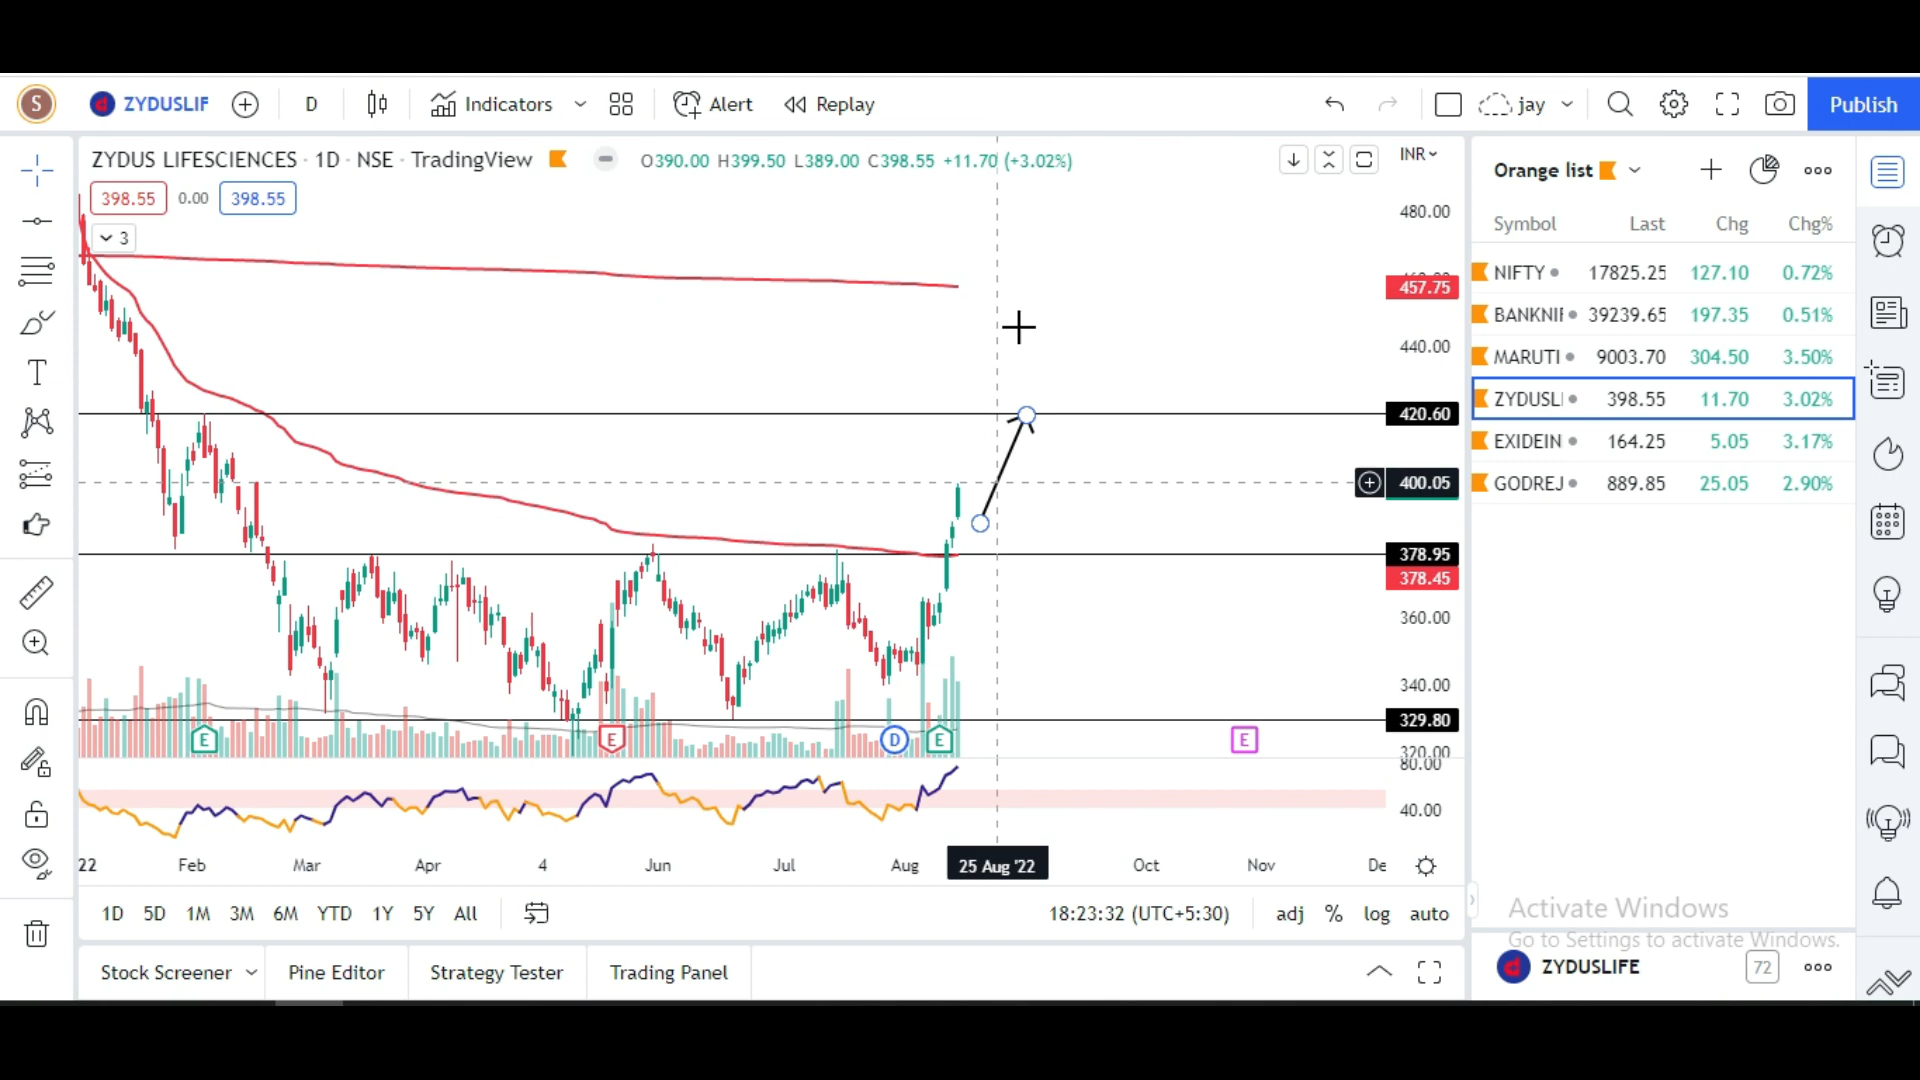 S ZYDUSLIF D Indicators Alert Replay jay Publish
ZYDUS LIFESCIENCES · 1D · NSE · TradingView O390.00 H399.50 L389.00 C398.55 +11.70 (+3.02%) INR
398.55 0.00 398.55
3
480.00
457.75
440.00
420.60
400.05
378.95
378.45
360.00
340.00
329.80
320.00
80.00
40.00
E E D E E
22 Feb Mar Apr 4 Jun Jul Aug 25 Aug '22 Oct Nov De
1D 5D 1M 3M 6M YTD 1Y 5Y All 18:23:32 (UTC+5:30) adj % log auto
Stock Screener Pine Editor Strategy Tester Trading Panel
Orange list
Symbol Last Chg Chg%
NIFTY 17825.25 127.10 0.72%
BANKNIF 39239.65 197.35 0.51%
MARUTI 9003.70 304.50 3.50%
ZYDUSLI 398.55 11.70 3.02%
EXIDEIN 164.25 5.05 3.17%
GODREJ 889.85 25.05 2.90%
Activate Windows
Go to Settings to activate Windows.
ZYDUSLIFE 72